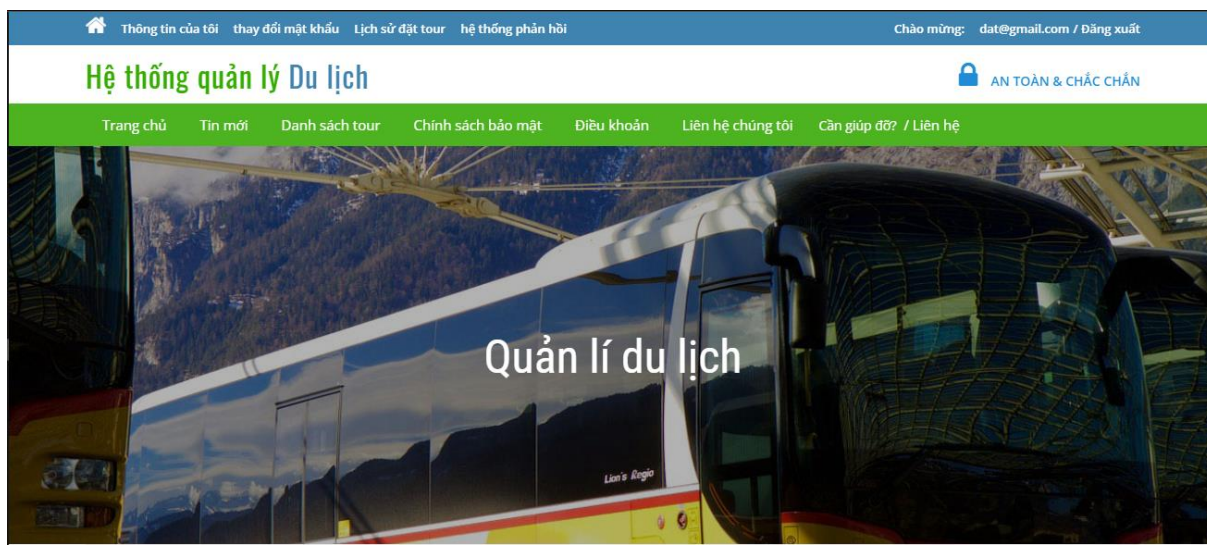 Thông tin của tôi thay đổi mật khẩu Lịch sử đặt tour hệ thống phản hồi Chào mừng: dat@gmail.com / Đăng xuất
Hệ thống quản lý Du lịch AN TOÀN & CHẮC CHẮN
Trang chủ Tin mới Danh sách tour Chính sách bảo mật Điều khoản Liên hệ chúng tôi Cần giúp đỡ? / Liên hệ
Quản lí du lịch
Lion's Regio